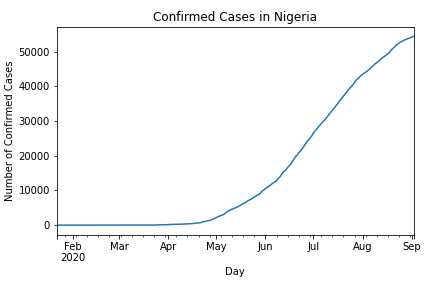 Confirmed Cases in Nigeria
Number of Confirmed Cases
50000
40000
30000
20000
10000
0
Feb Mar Apr May Jun Jul Aug Sep
2020
Day